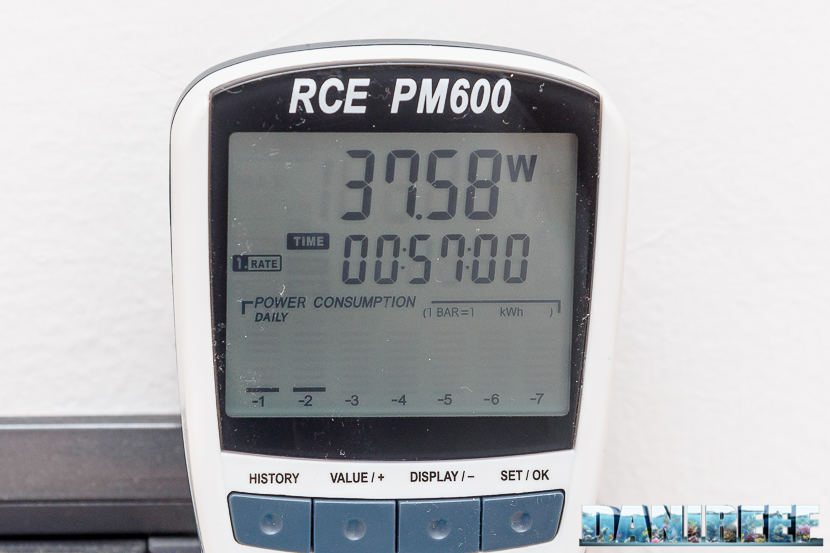 RCE PM600
37.58 W
TIME
00:57:00
1. RATE
POWER CONSUMPTION
DAILY (1 BAR=1 kWh )
-1 -2 -3 -4 -5 -6 -7
HISTORY VALUE / + DISPLAY / – SET / OK
DANIREEF